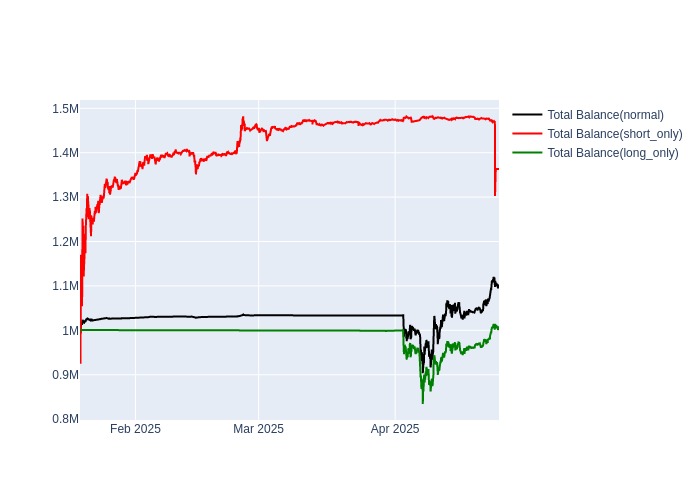 1.5M
1.4M
1.3M
1.2M
1.1M
1M
0.9M
0.8M
Feb 2025
Mar 2025
Apr 2025
Total Balance(normal)
Total Balance(short_only)
Total Balance(long_only)